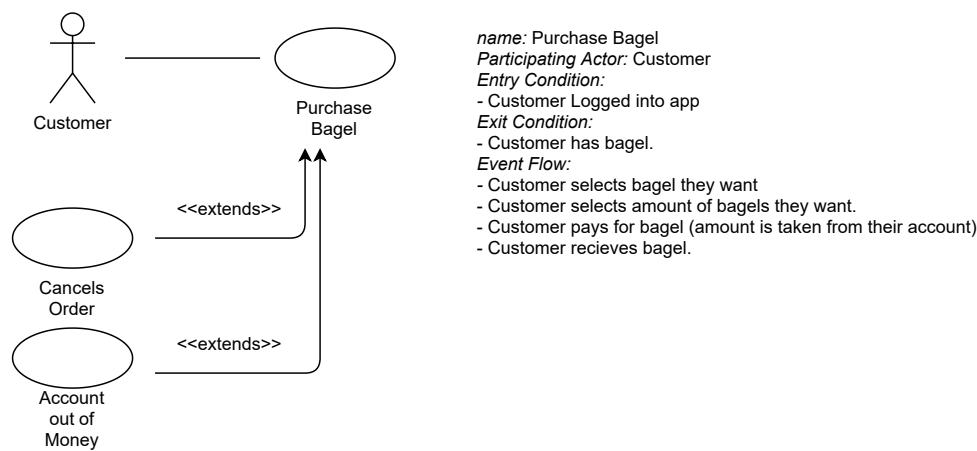 Customer
Purchase
Bagel
<<extends>>
Cancels
Order
<<extends>>
Account
out of
Money
name: Purchase Bagel
Participating Actor: Customer
Entry Condition:
- Customer Logged into app
Exit Condition:
- Customer has bagel.
Event Flow:
- Customer selects bagel they want
- Customer selects amount of bagels they want.
- Customer pays for bagel (amount is taken from their account)
- Customer recieves bagel.